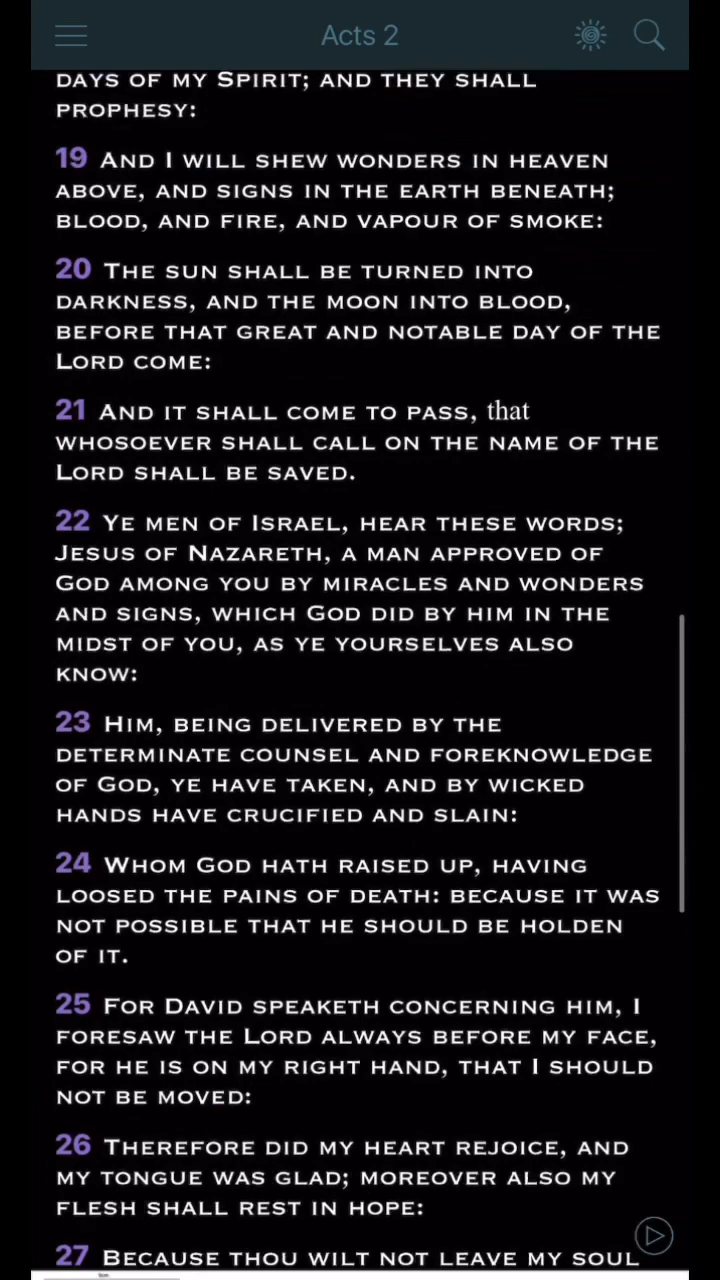 Acts 2
DAYS OF MY SPIRIT; AND THEY SHALL
PROPHESY:
19 AND I WILL SHEW WONDERS IN HEAVEN
ABOVE, AND SIGNS IN THE EARTH BENEATH;
BLOOD, AND FIRE, AND VAPOUR OF SMOKE:
20 THE SUN SHALL BE TURNED INTO
DARKNESS, AND THE MOON INTO BLOOD,
BEFORE THAT GREAT AND NOTABLE DAY OF THE
LORD COME:
21 AND IT SHALL COME TO PASS, that
WHOSOEVER SHALL CALL ON THE NAME OF THE
LORD SHALL BE SAVED.
22 YE MEN OF ISRAEL, HEAR THESE WORDS;
JESUS OF NAZARETH, A MAN APPROVED OF
GOD AMONG YOU BY MIRACLES AND WONDERS
AND SIGNS, WHICH GOD DID BY HIM IN THE
MIDST OF YOU, AS YE YOURSELVES ALSO
KNOW:
23 HIM, BEING DELIVERED BY THE
DETERMINATE COUNSEL AND FOREKNOWLEDGE
OF GOD, YE HAVE TAKEN, AND BY WICKED
HANDS HAVE CRUCIFIED AND SLAIN:
24 WHOM GOD HATH RAISED UP, HAVING
LOOSED THE PAINS OF DEATH: BECAUSE IT WAS
NOT POSSIBLE THAT HE SHOULD BE HOLDEN
OF IT.
25 FOR DAVID SPEAKETH CONCERNING HIM, I
FORESAW THE LORD ALWAYS BEFORE MY FACE,
FOR HE IS ON MY RIGHT HAND, THAT I SHOULD
NOT BE MOVED:
26 THEREFORE DID MY HEART REJOICE, AND
MY TONGUE WAS GLAD; MOREOVER ALSO MY
FLESH SHALL REST IN HOPE:
27 BECAUSE THOU WILT NOT LEAVE MY SOUL